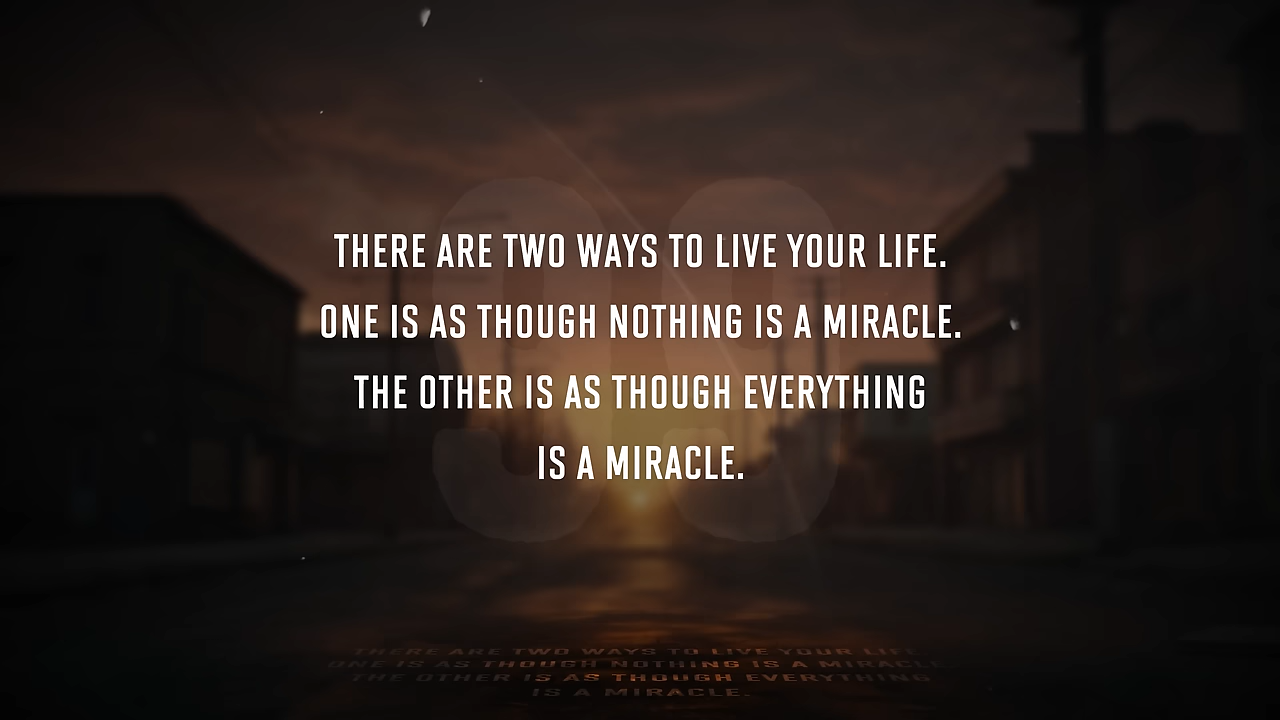 THERE ARE TWO WAYS TO LIVE YOUR LIFE.
ONE IS AS THOUGH NOTHING IS A MIRACLE.
THE OTHER IS AS THOUGH EVERYTHING
IS A MIRACLE.
99
THERE ARE TWO WAYS TO LIVE YOUR LIFE.
ONE IS AS THOUGH NOTHING IS A MIRACLE.
THE OTHER IS AS THOUGH EVERYTHING
IS A MIRACLE.